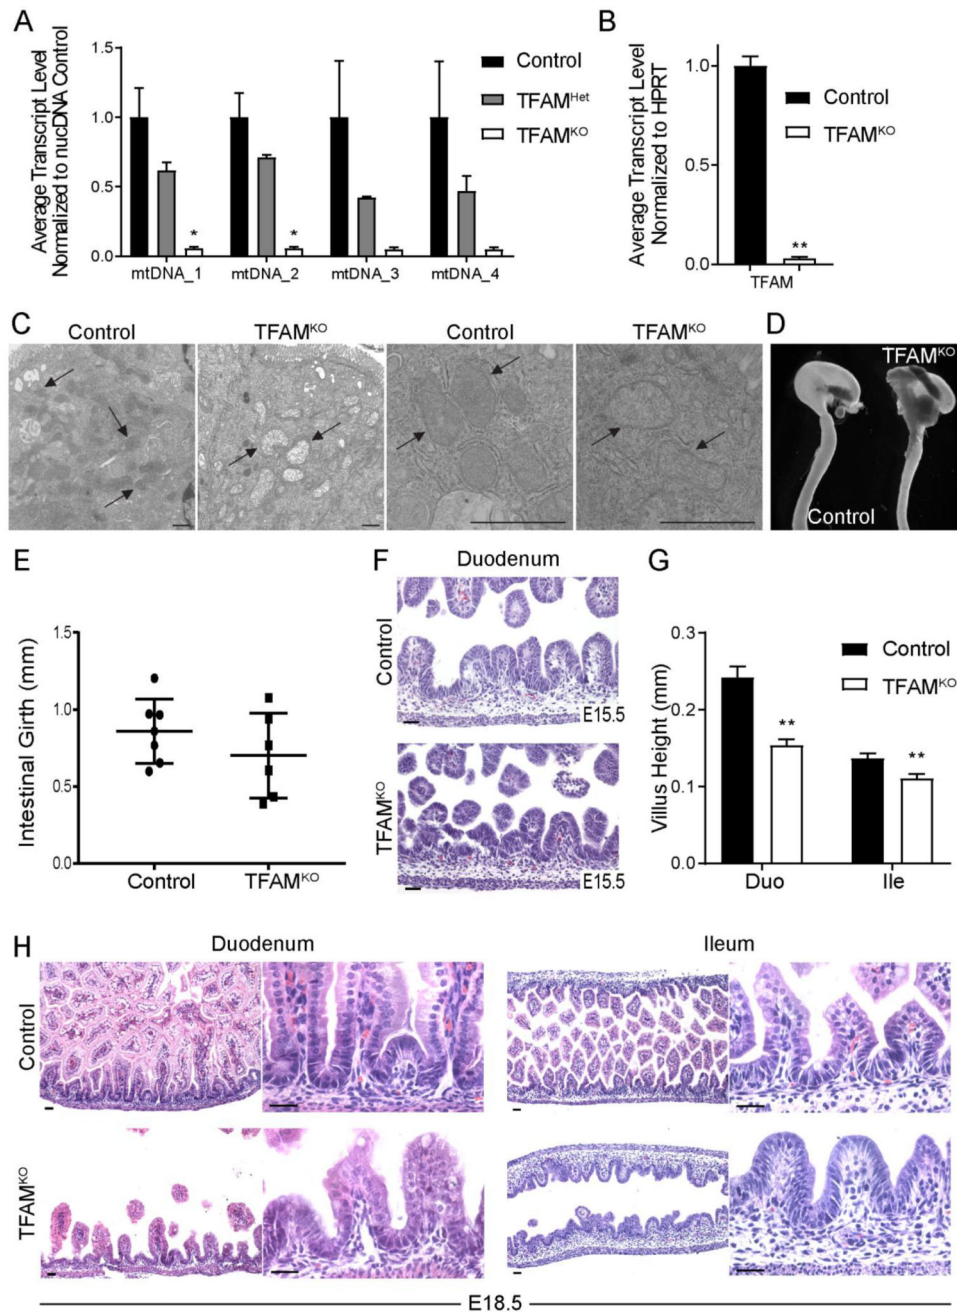 A
Average Transcript Level
Normalized to nucDNA Control
1.5
1.0
0.5
0.0
mtDNA_1
mtDNA_2
mtDNA_3
mtDNA_4
*
*
Control
TFAMHet
TFAMKO
B
Average Transcript Level
Normalized to HPRT
1.0
0.5
0.0
**
TFAM
Control
TFAMKO
C
Control
TFAMKO
Control
TFAMKO
D
TFAMKO
Control
E
Intestinal Girth (mm)
1.5
1.0
0.5
0.0
Control
TFAMKO
F
Duodenum
Control
E15.5
TFAMKO
E15.5
G
Villus Height (mm)
0.3
0.2
0.1
0.0
**
**
Duo
Ile
Control
TFAMKO
H
Duodenum
Ileum
Control
TFAMKO
E18.5